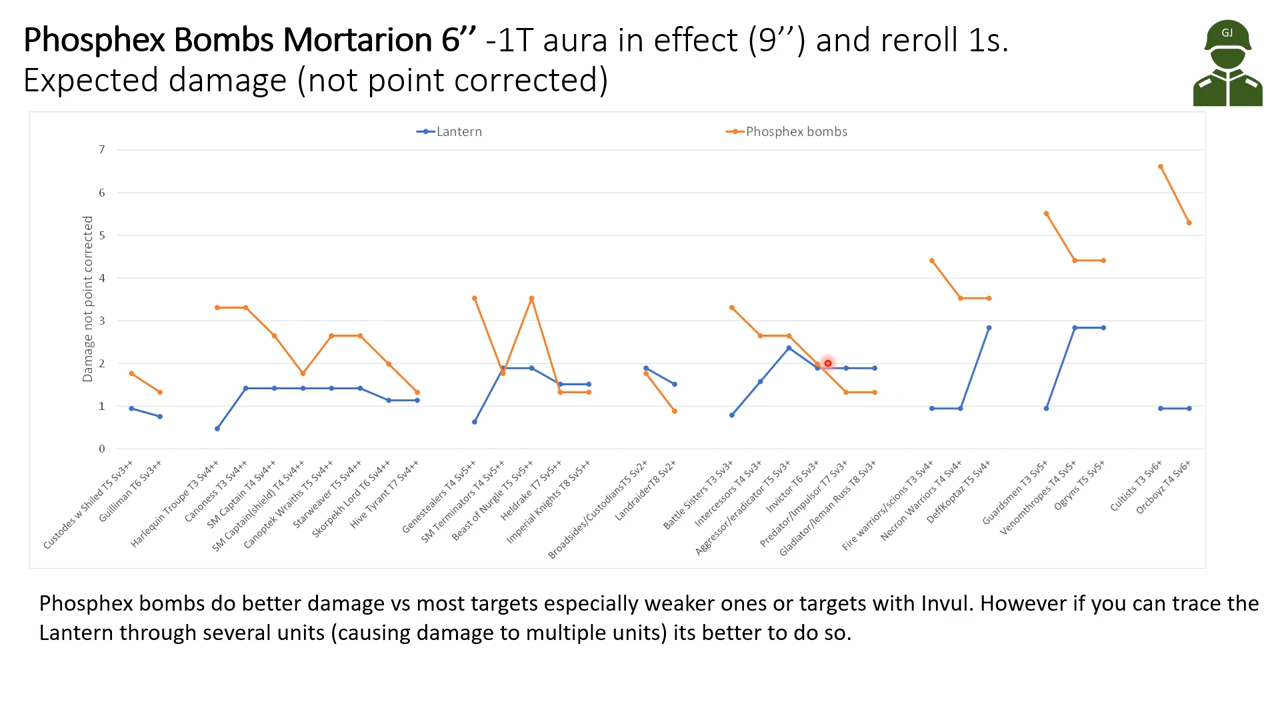 Phosphex Bombs Mortarion 6’’ -1T aura in effect (9’’) and reroll 1s.
Expected damage (not point corrected)
GJ
Lantern
Phosphex bombs
Damage not point corrected
7
6
5
4
3
2
1
0
Custodes w Shiled T5 Sv3++
Guilliman T6 Sv3++
Harlequin Troupe T3 Sv4++
Canoness T3 Sv4++
SM Captain T4 Sv4++
SM Captain(shield) T4 Sv4++
Canoptek Wraiths T5 Sv4++
Starweaver T5 Sv4++
Skorpekh Lord T6 Sv4++
Hive Tyrant T7 Sv4++
Genestealers T4 Sv5++
SM Terminators T4 Sv5++
Beast of Nurgle T5 Sv5++
Heldrake T7 Sv5++
Imperial Knights T8 Sv5++
Broadsides/CustodiansT5 Sv2+
LandraiderT8 Sv2+
Battle Sisters T3 Sv3+
Intercessors T4 Sv3+
Aggressor/eradicator T5 Sv3+
Invictor T6 Sv3+
Predator/Impulsor T7 Sv3+
Gladiator/leman Russ T8 Sv3+
Fire warriors/scions T3 Sv4+
Necron Warriors T4 Sv4+
DeffKoptaz T5 Sv4+
Guardsmen T3 Sv5+
Venomthropes T4 Sv5+
Ogryns T5 Sv5+
Cultists T3 Sv6+
Orcboyz T4 Sv6+
Phosphex bombs do better damage vs most targets especially weaker ones or targets with Invul. However if you can trace the
Lantern through several units (causing damage to multiple units) its better to do so.